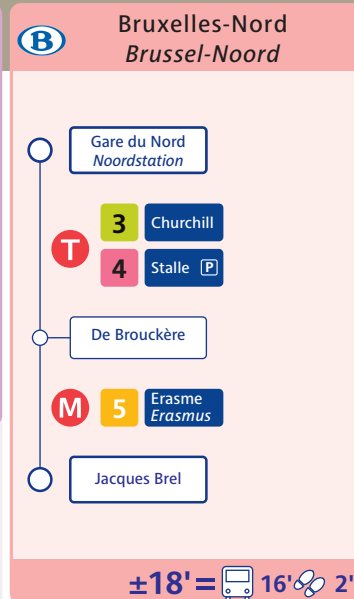 B
Bruxelles-Nord
Brussel-Noord
Gare du Nord
Noordstation
T
3 Churchill
4 Stalle P
De Brouckère
M
5 Erasme
Erasmus
Jacques Brel
±18' = 16' 2'